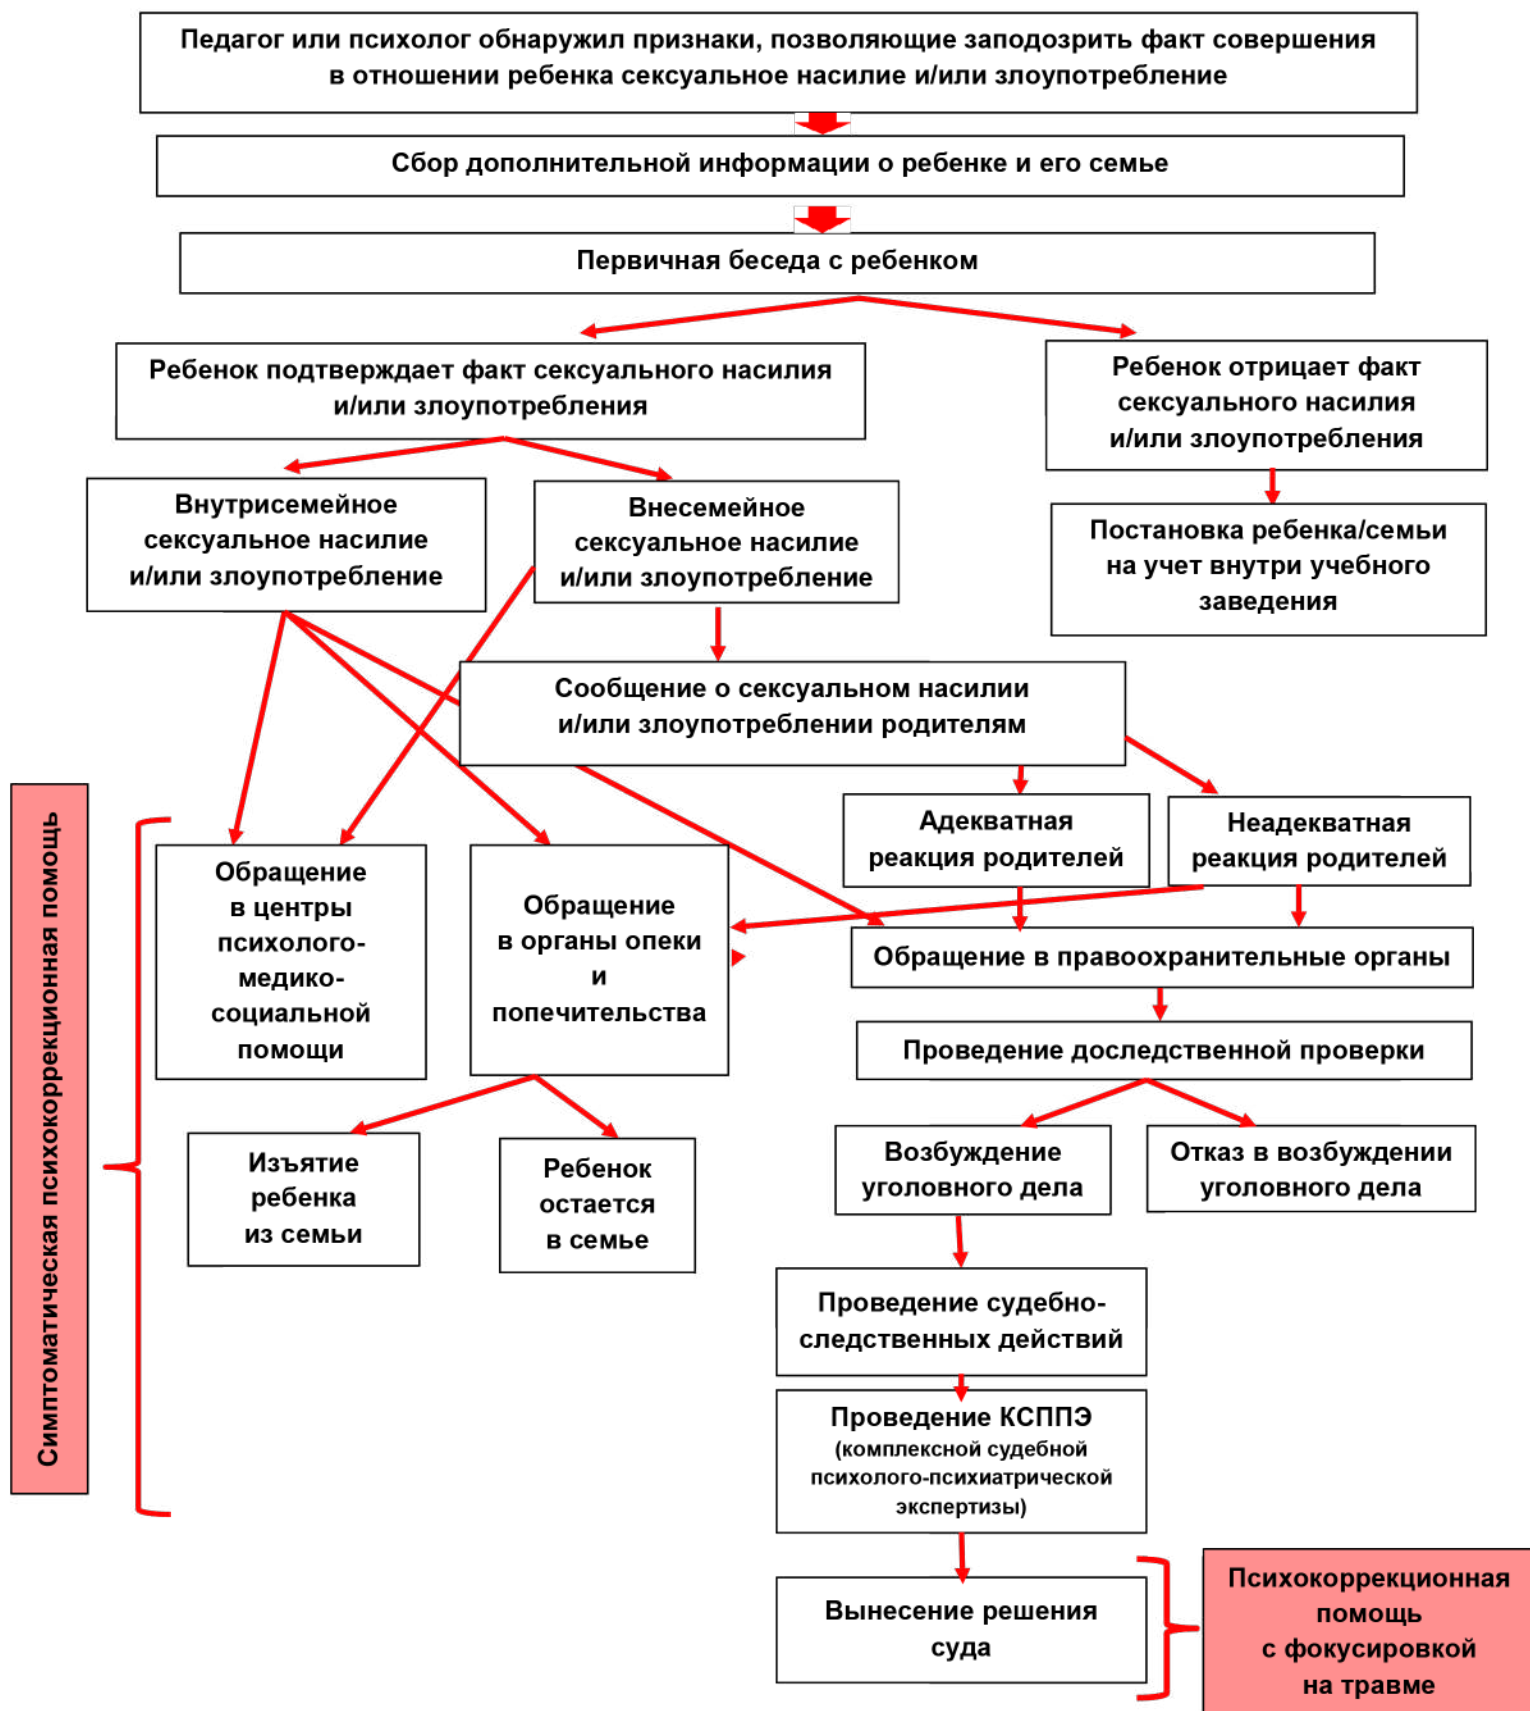 Педагог или психолог обнаружил признаки, позволяющие заподозрить факт совершения
в отношении ребенка сексуальное насилие и/или злоупотребление
Сбор дополнительной информации о ребенке и его семье
Первичная беседа с ребенком
Ребенок подтверждает факт сексуального насилия
и/или злоупотребления
Ребенок отрицает факт
сексуального насилия
и/или злоупотребления
Внутрисемейное
сексуальное насилие
и/или злоупотребление
Внесемейное
сексуальное насилие
и/или злоупотребление
Постановка ребенка/семьи
на учет внутри учебного
заведения
Сообщение о сексуальном насилии
и/или злоупотреблении родителям
Адекватная
реакция родителей
Неадекватная
реакция родителей
Симптоматическая психокоррекционная помощь
Обращение
в центры
психолого-
медико-
социальной
помощи
Обращение
в органы опеки
и
попечительства
Обращение в правоохранительные органы
Проведение доследственной проверки
Изъятие
ребенка
из семьи
Ребенок
остается
в семье
Возбуждение
уголовного дела
Отказ в возбуждении
уголовного дела
Проведение судебно-
следственных действий
Проведение КСППЭ
(комплексной судебной
психолого-психиатрической
экспертизы)
Вынесение решения
суда
Психокоррекционная
помощь
с фокусировкой
на травме